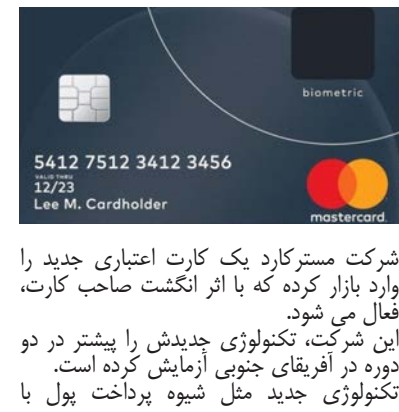 biometric
5412 7512 3412 3456
VALID THRU
12/23
Lee M. Cardholder
mastercard.
شرکت مسترکارد یک کارت اعتباری جدید را
وارد بازار کرده که با اثر انگشت صاحب کارت،
فعال می شود.
این شرکت، تکنولوژی جدیدش را پیشتر در دو
دوره در آفریقای جنوبی آزمایش کرده است.
تکنولوژی جدید مثل شیوه پرداخت پول با